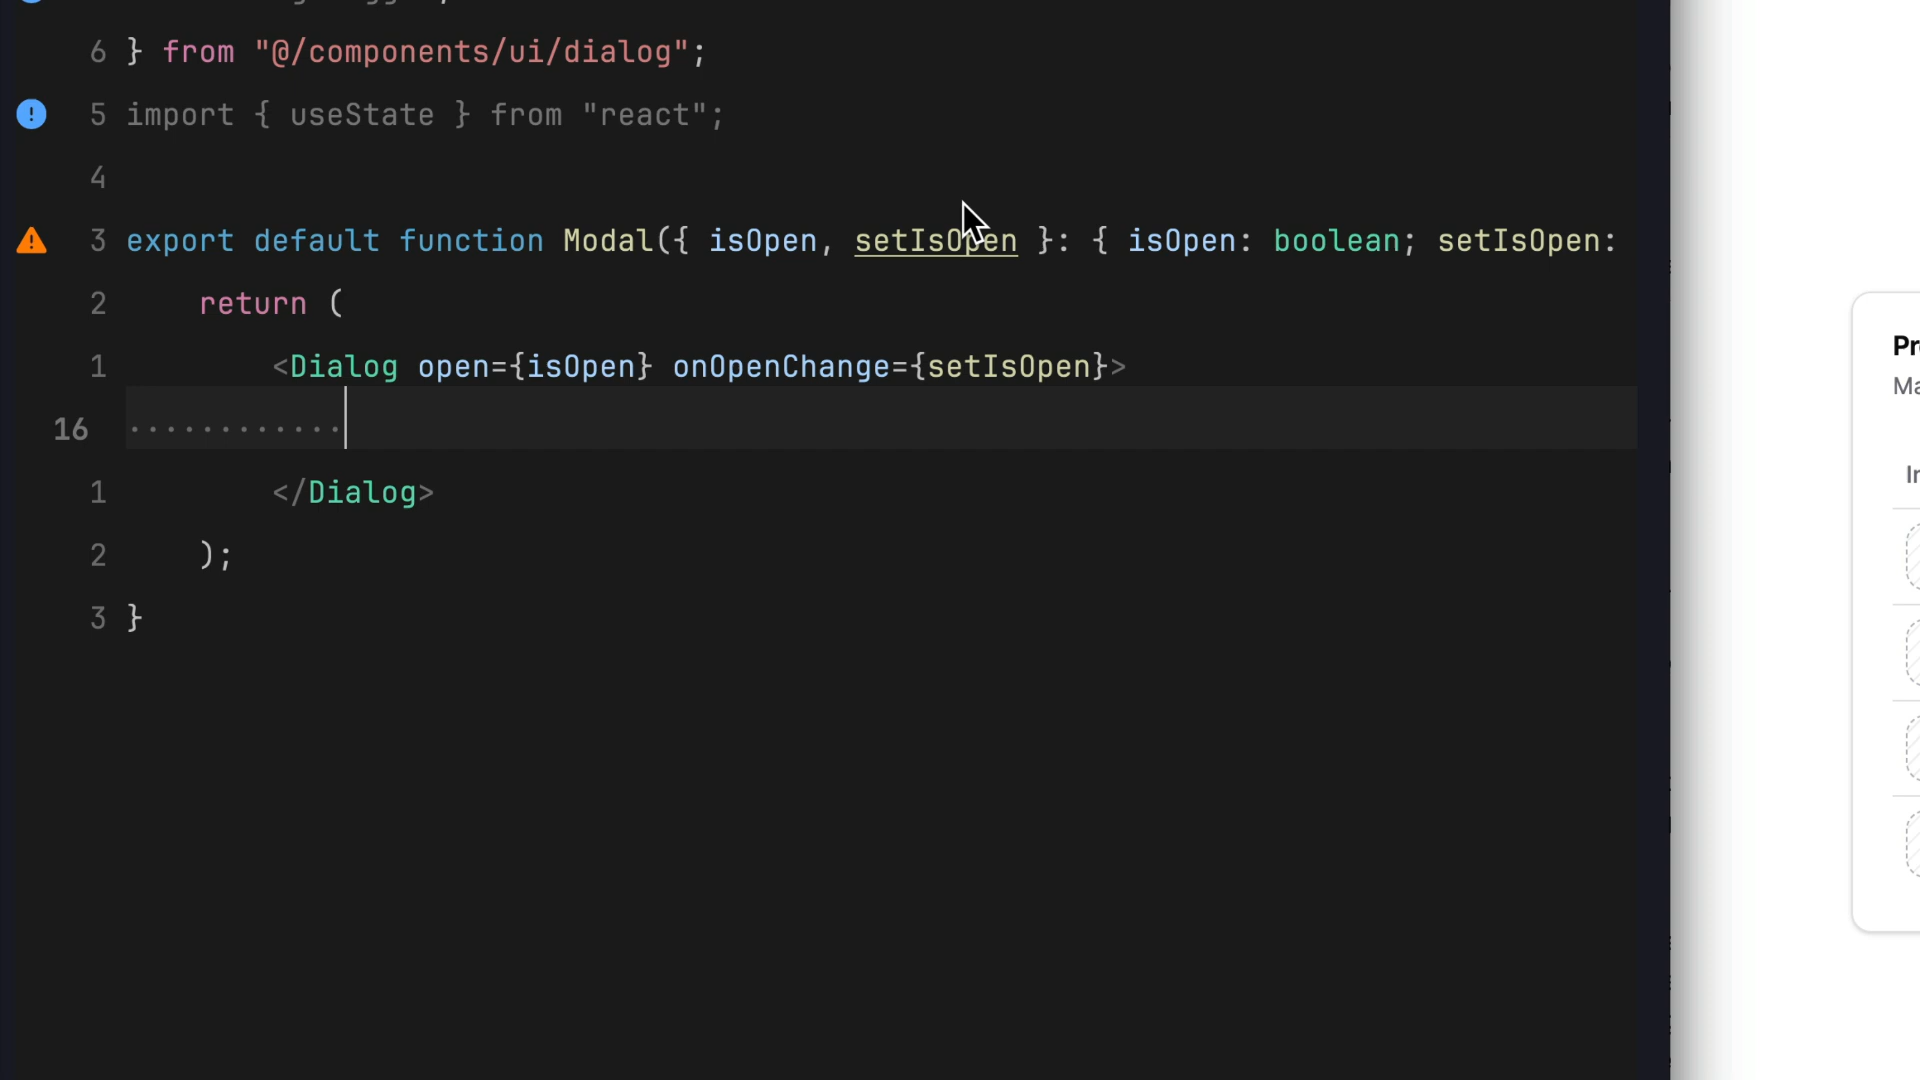 6 } from "@/components/ui/dialog";
5 import { useState } from "react";
4
3 export default function Modal({ isOpen, setIsOpen }: { isOpen: boolean; setIsOpen:
2 return (
1 <Dialog open={isOpen} onOpenChange={setIsOpen}>
16
1 </Dialog>
2 );
3 }